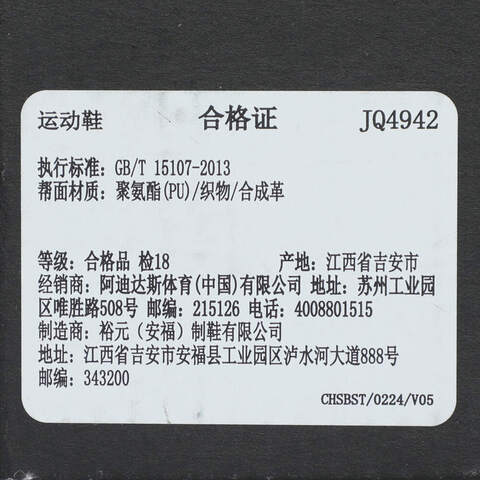 运动鞋 合格证 JQ4942
执行标准：GB/T 15107-2013
帮面材质：聚氨酯(PU)/织物/合成革
等级：合格品 检18 产地：江西省吉安市
经销商：阿迪达斯体育(中国)有限公司 地址：苏州工业园
区唯胜路508号 邮编：215126 电话：4008801515
制造商：裕元（安福）制鞋有限公司
地址：江西省吉安市安福县工业园区泸水河大道888号
邮编：343200
CHSBST/0224/V05